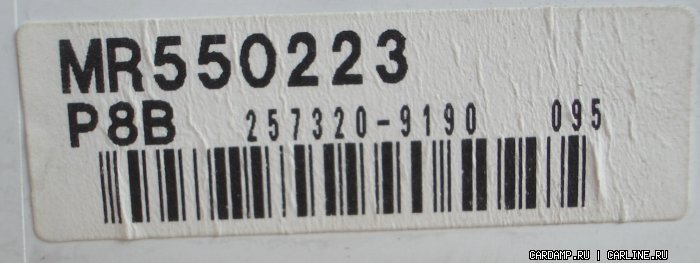 MR550223
P8B 257320-9190 095
CARDAMP.RU | CARLINE.RU